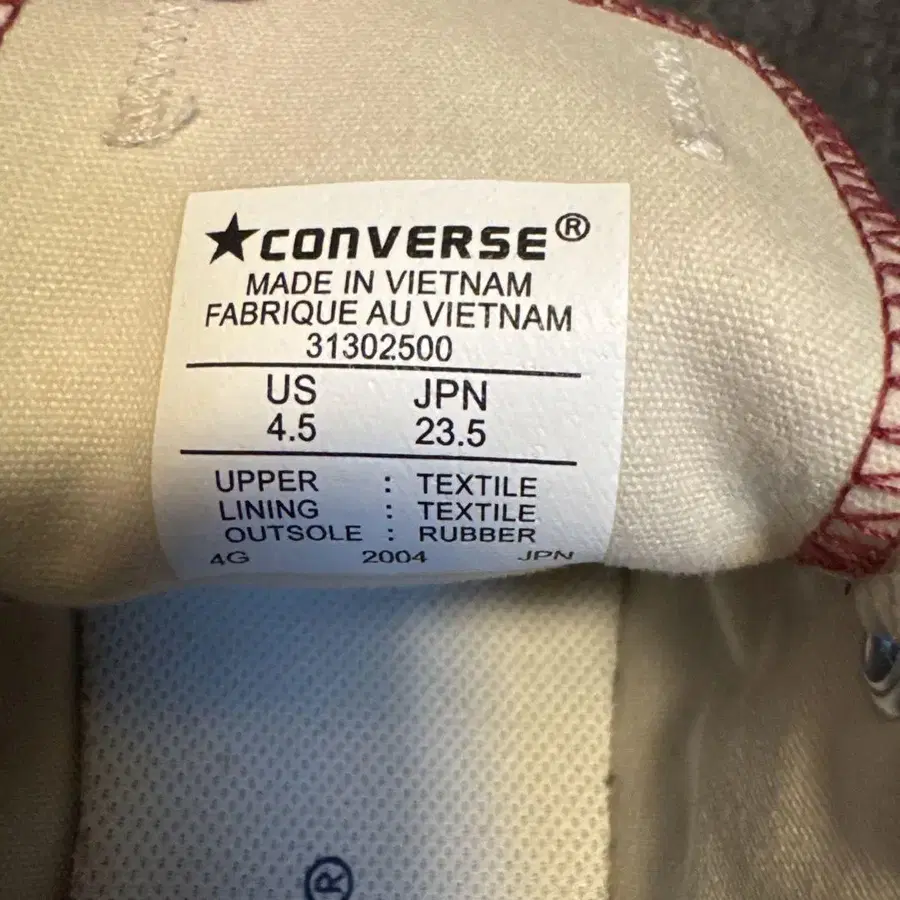 ★CONVERSE®
MADE IN VIETNAM
FABRIQUE AU VIETNAM
31302500
US JPN
4.5 23.5
UPPER : TEXTILE
LINING : TEXTILE
OUTSOLE : RUBBER
4G 2004 JPN
®